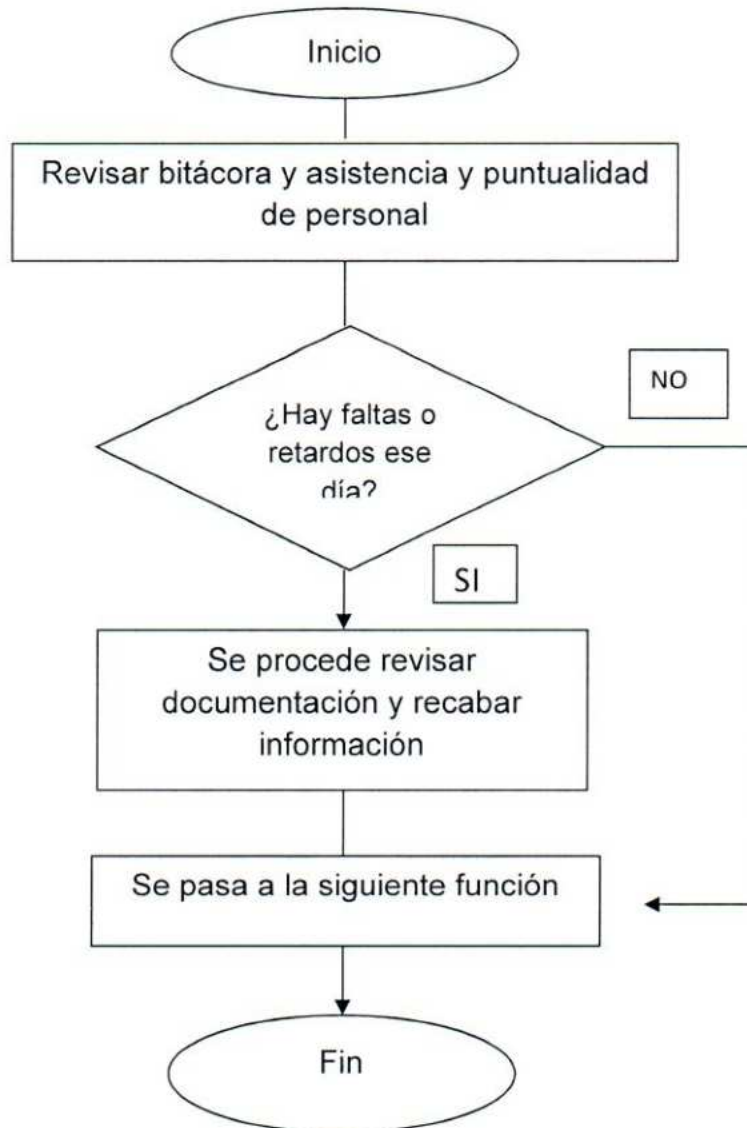 Inicio
Revisar bitácora y asistencia y puntualidad
de personal
NO
¿Hay faltas o
retardos ese
día?
SI
Se procede revisar
documentación y recabar
información
Se pasa a la siguiente función
Fin